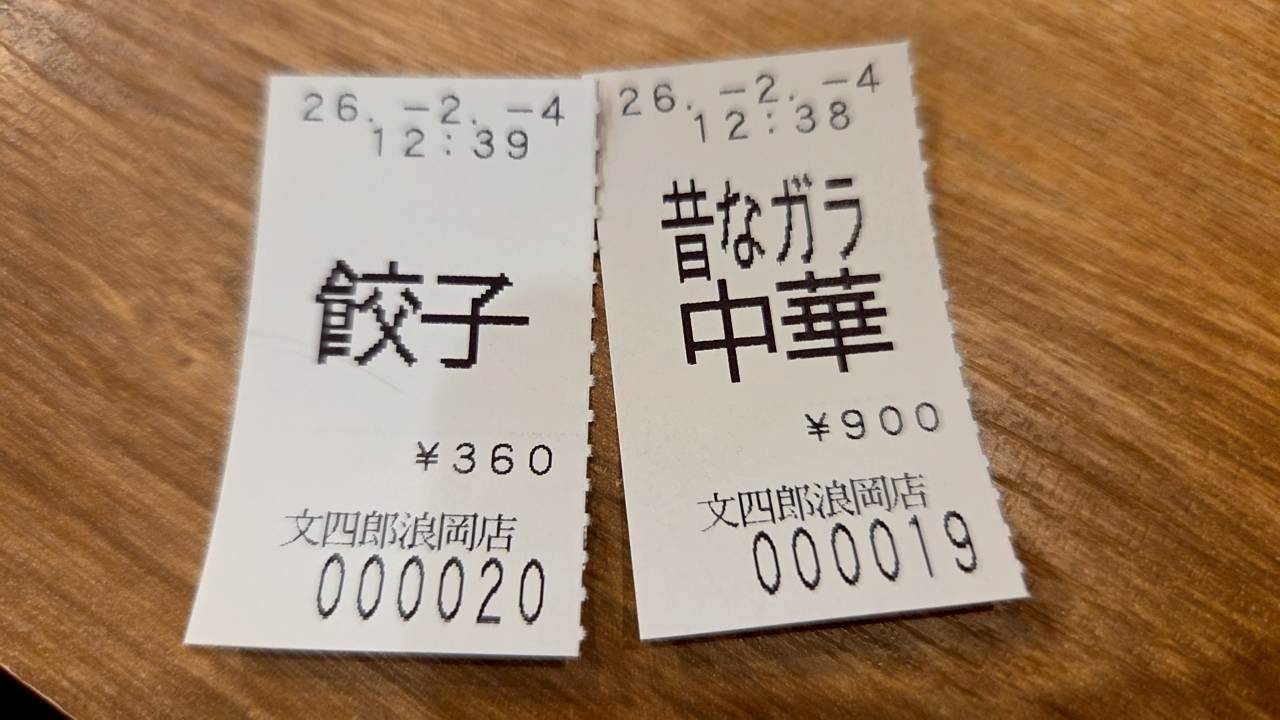 26. -2. -4
12:39
餃子
¥360
文四郎浪岡店
000020
26. -2. -4
12:38
昔なガラ
中華
¥900
文四郎浪岡店
000019